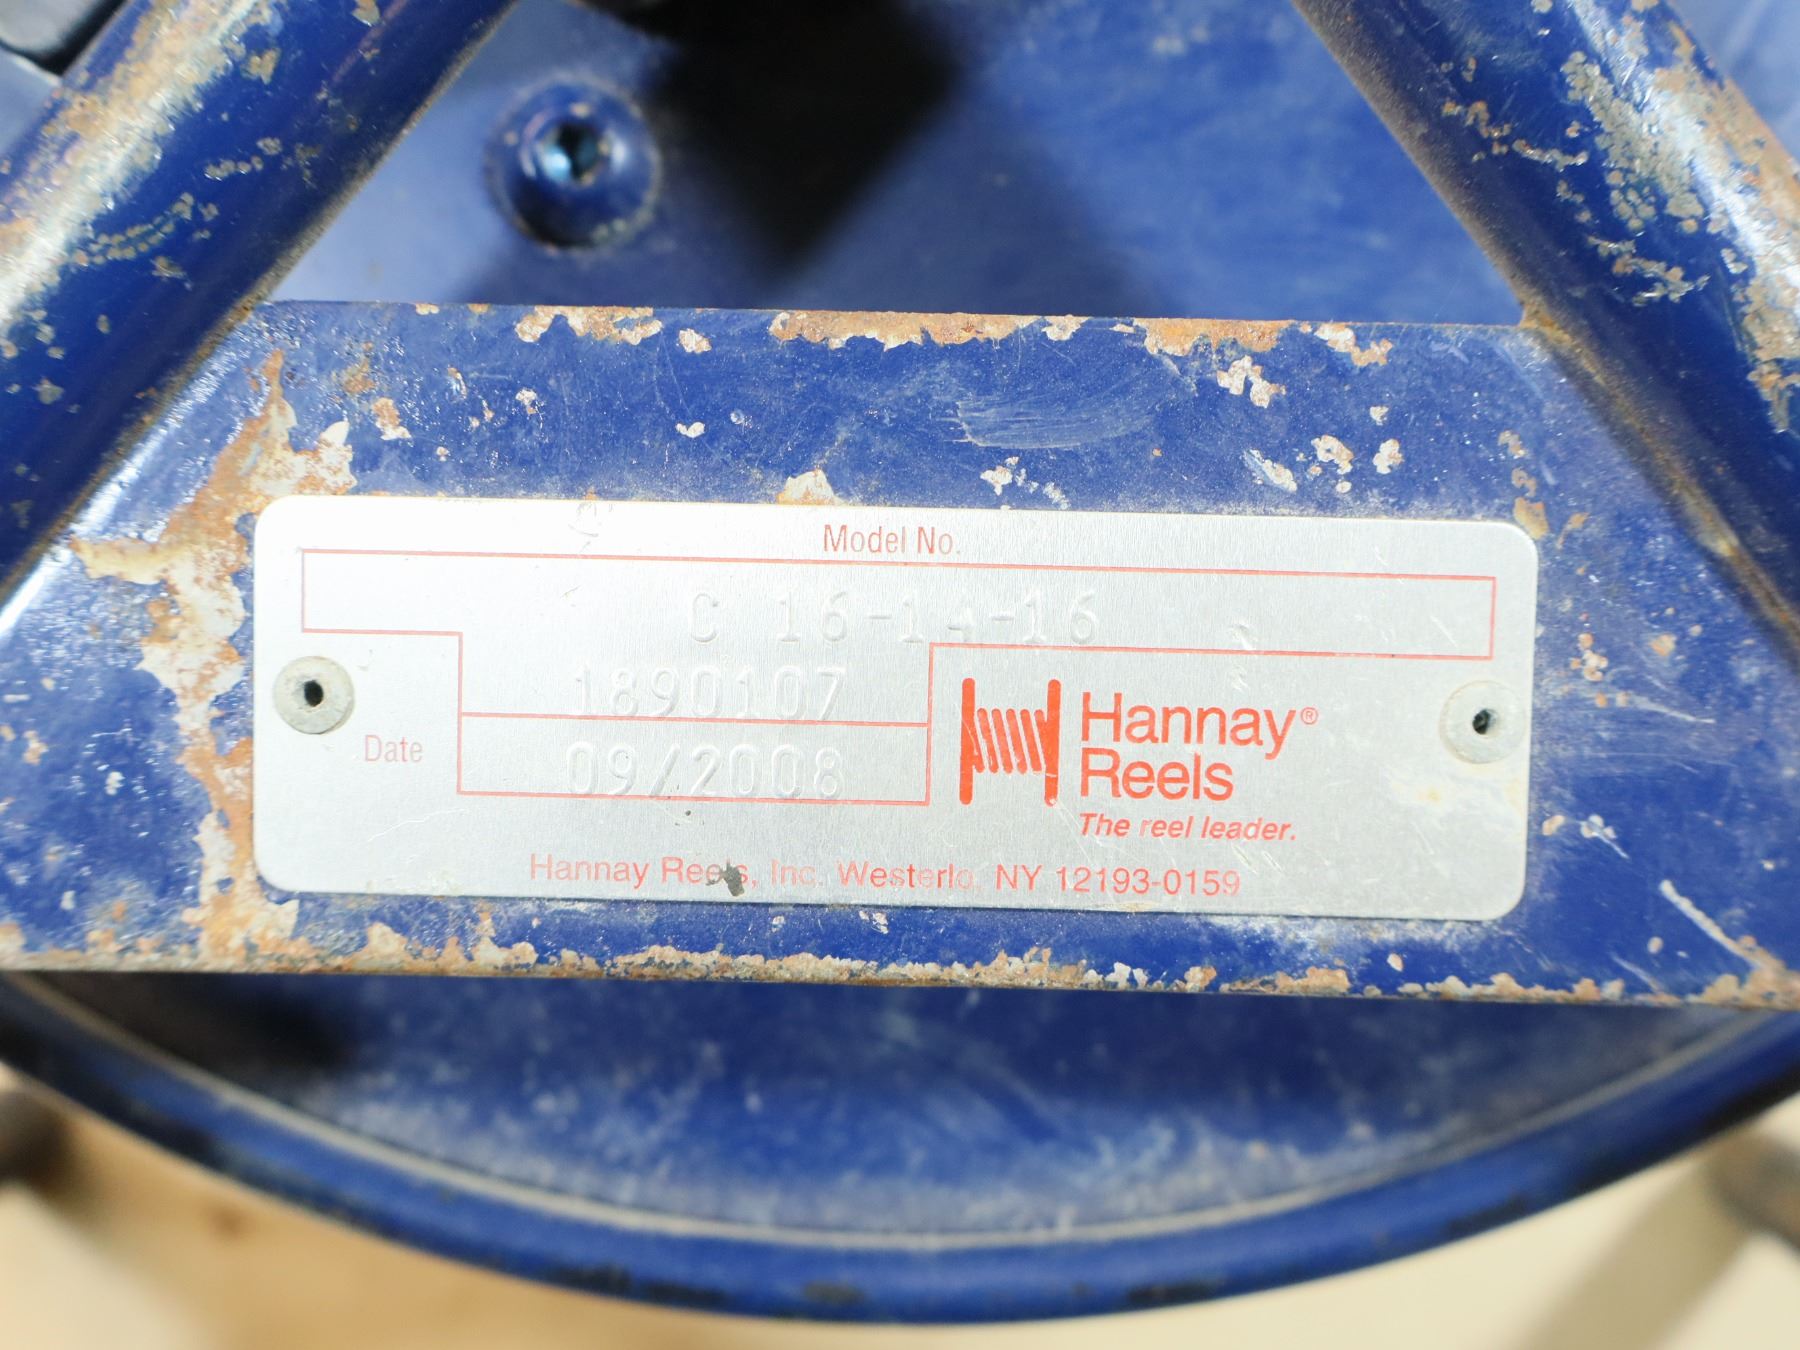 Model No.
C 16-14-16
1890107
Date
09/2008
Hannay®
Reels
The reel leader.
Hannay Reels, Inc. Westerlo, NY 12193-0159